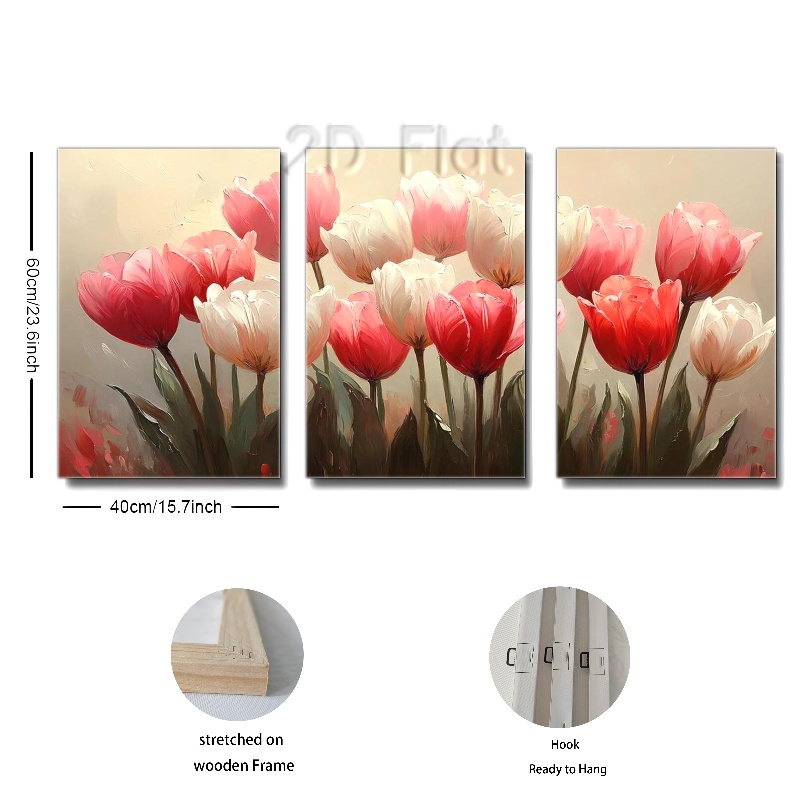 2D Flat
60cm/23.6inch
40cm/15.7inch
stretched on
wooden Frame
Hook
Ready to Hang